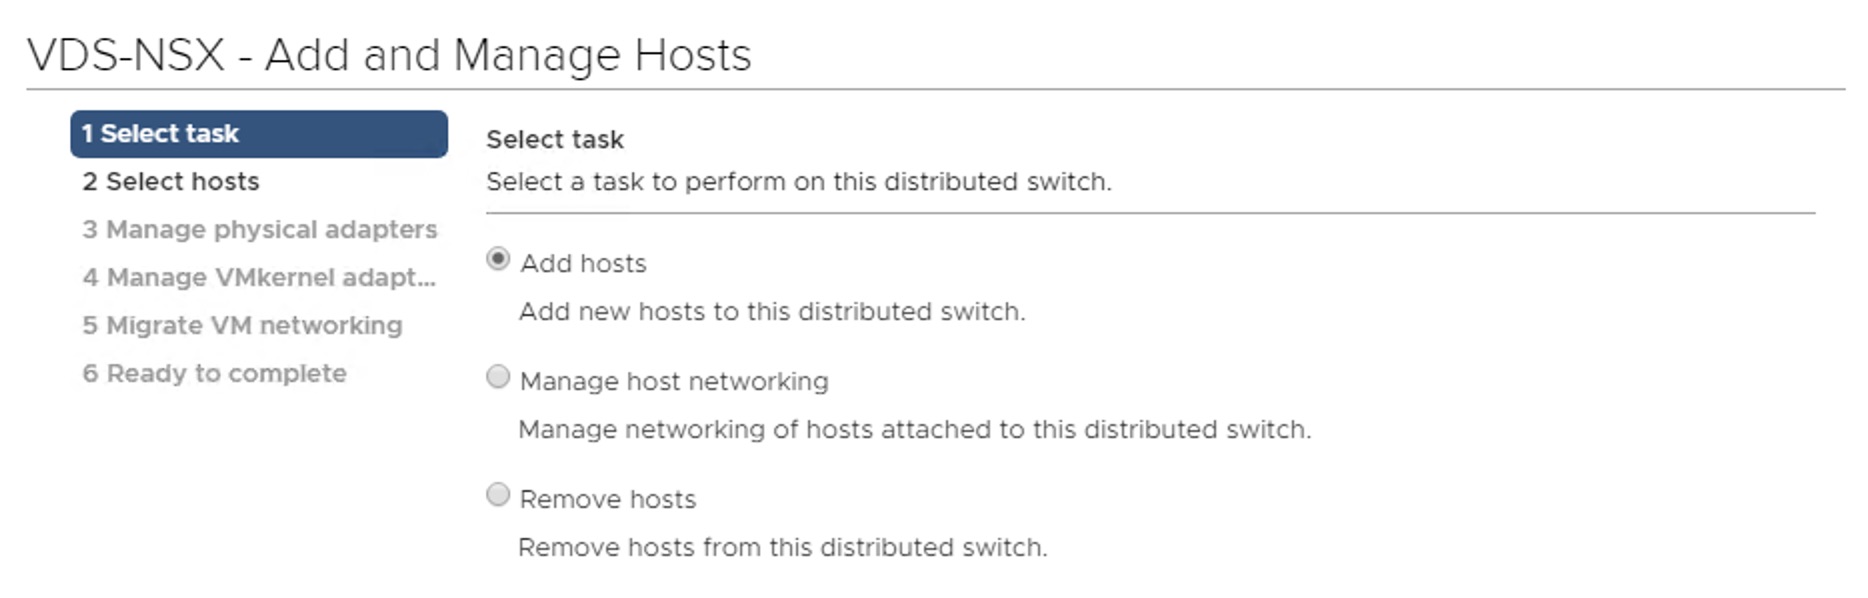 VDS-NSX - Add and Manage Hosts
1 Select task
2 Select hosts
3 Manage physical adapters
4 Manage VMkernel adapt...
5 Migrate VM networking
6 Ready to complete
Select task
Select a task to perform on this distributed switch.
Add hosts
Add new hosts to this distributed switch.
Manage host networking
Manage networking of hosts attached to this distributed switch.
Remove hosts
Remove hosts from this distributed switch.